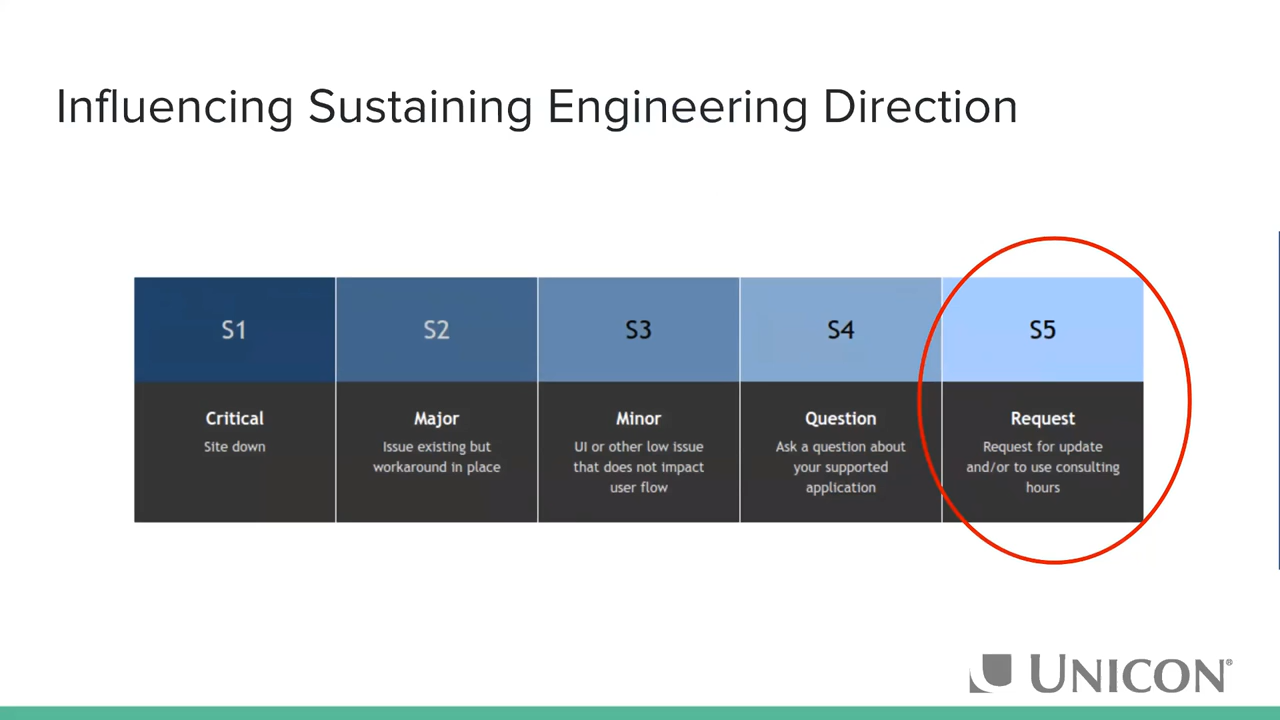 Influencing Sustaining Engineering Direction
S1
S2
S3
S4
S5
Critical
Site down
Major
Issue existing but
workaround in place
Minor
UI or other low issue
that does not impact
user flow
Question
Ask a question about
your supported
application
Request
Request for update
and/or to use consulting
hours
UNICON®